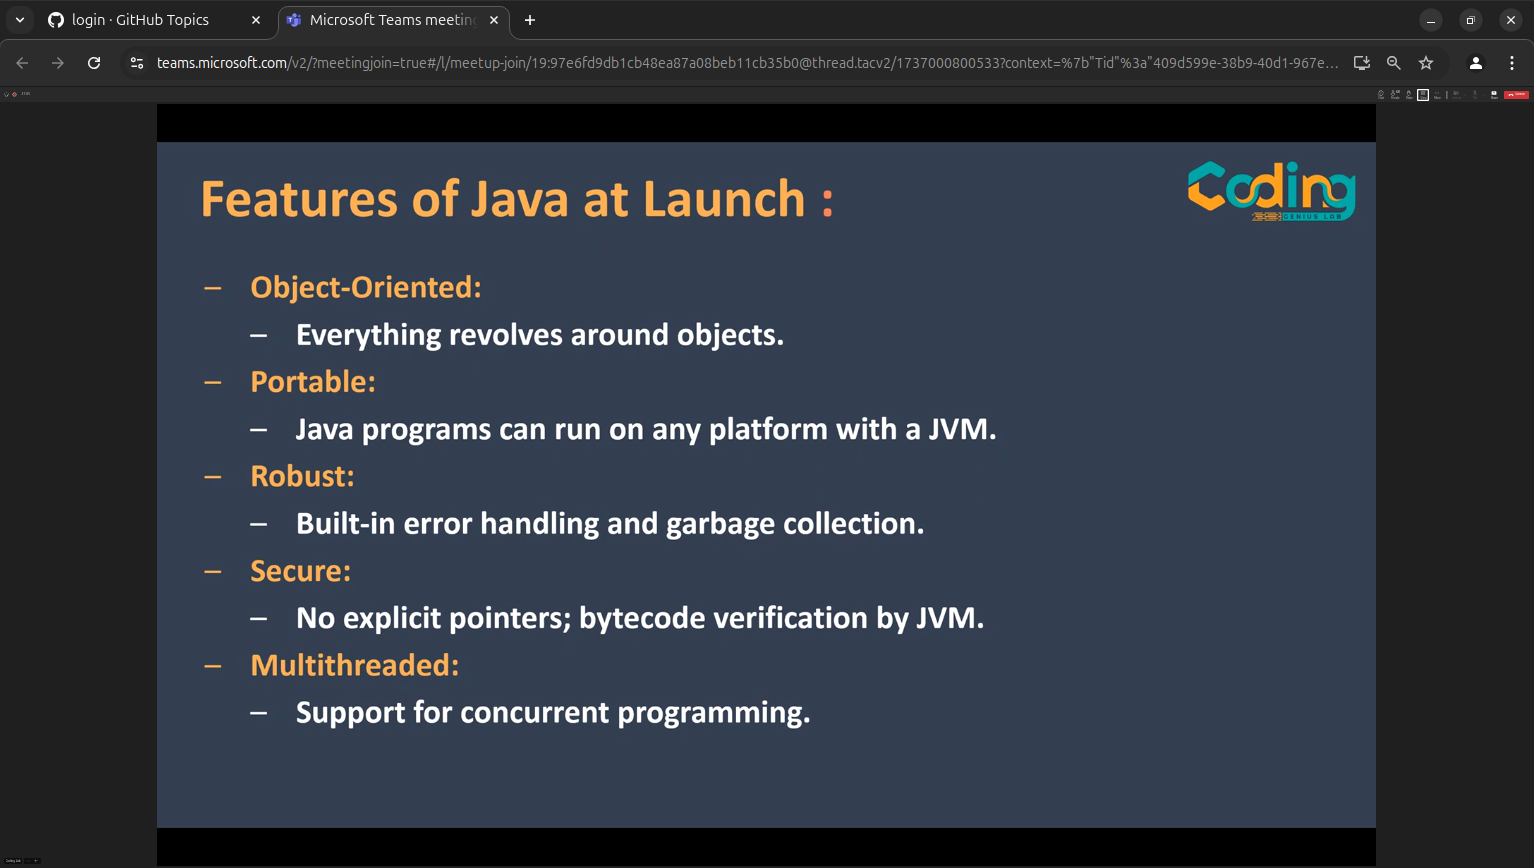 login · GitHub Topics
Microsoft Teams meeting
teams.microsoft.com/v2/?meetingjoin=true#/l/meetup-join/19:97e6fd9db1cb48ea87a08beb11cb35b0@thread.tacv2/1737000800533?context=%7b"Tid"%3a"409d599e-38b9-40d1-967e...
Features of Java at Launch :
Coding
GENIUS LAB
– Object-Oriented:
– Everything revolves around objects.
– Portable:
– Java programs can run on any platform with a JVM.
– Robust:
– Built-in error handling and garbage collection.
– Secure:
– No explicit pointers; bytecode verification by JVM.
– Multithreaded:
– Support for concurrent programming.